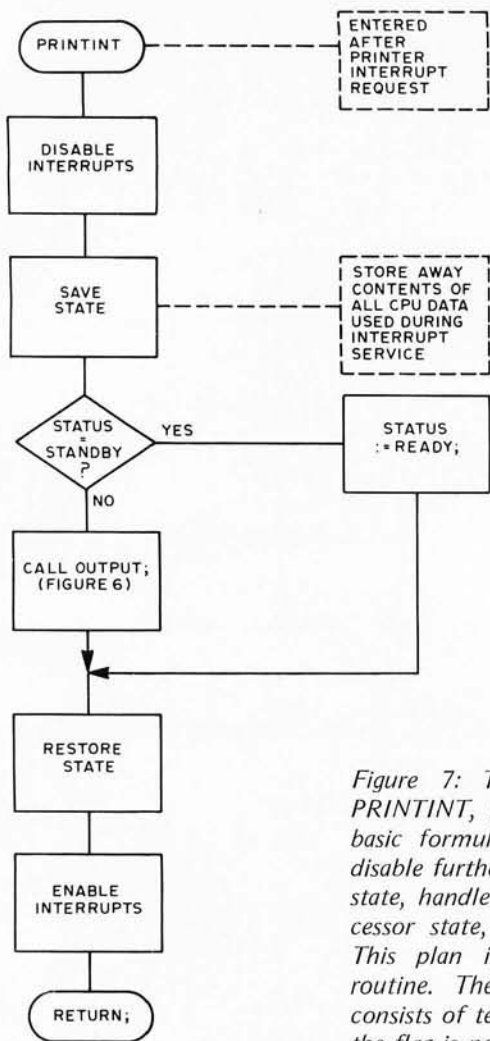 PRINTINT
ENTERED
AFTER
PRINTER
INTERRUPT
REQUEST
DISABLE
INTERRUPTS
SAVE
STATE
STORE AWAY
CONTENTS OF
ALL CPU DATA
USED DURING
INTERRUPT
SERVICE
STATUS
=
STANDBY
?
YES
STATUS
:=READY;
NO
CALL OUTPUT;
(FIGURE 6)
RESTORE
STATE
ENABLE
INTERRUPTS
RETURN;
Figure 7: T
PRINTINT,
basic formul
disable furthe
state, handle
cessor state,
This plan i
routine. The
consists of te